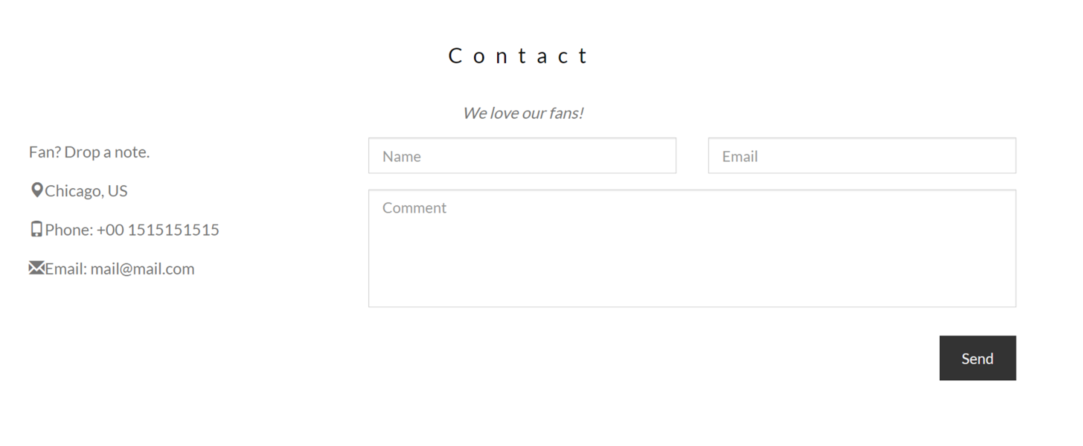 Contact
We love our fans!
Fan? Drop a note.
Chicago, US
Phone: +00 1515151515
Email: mail@mail.com
Name
Email
Comment
Send